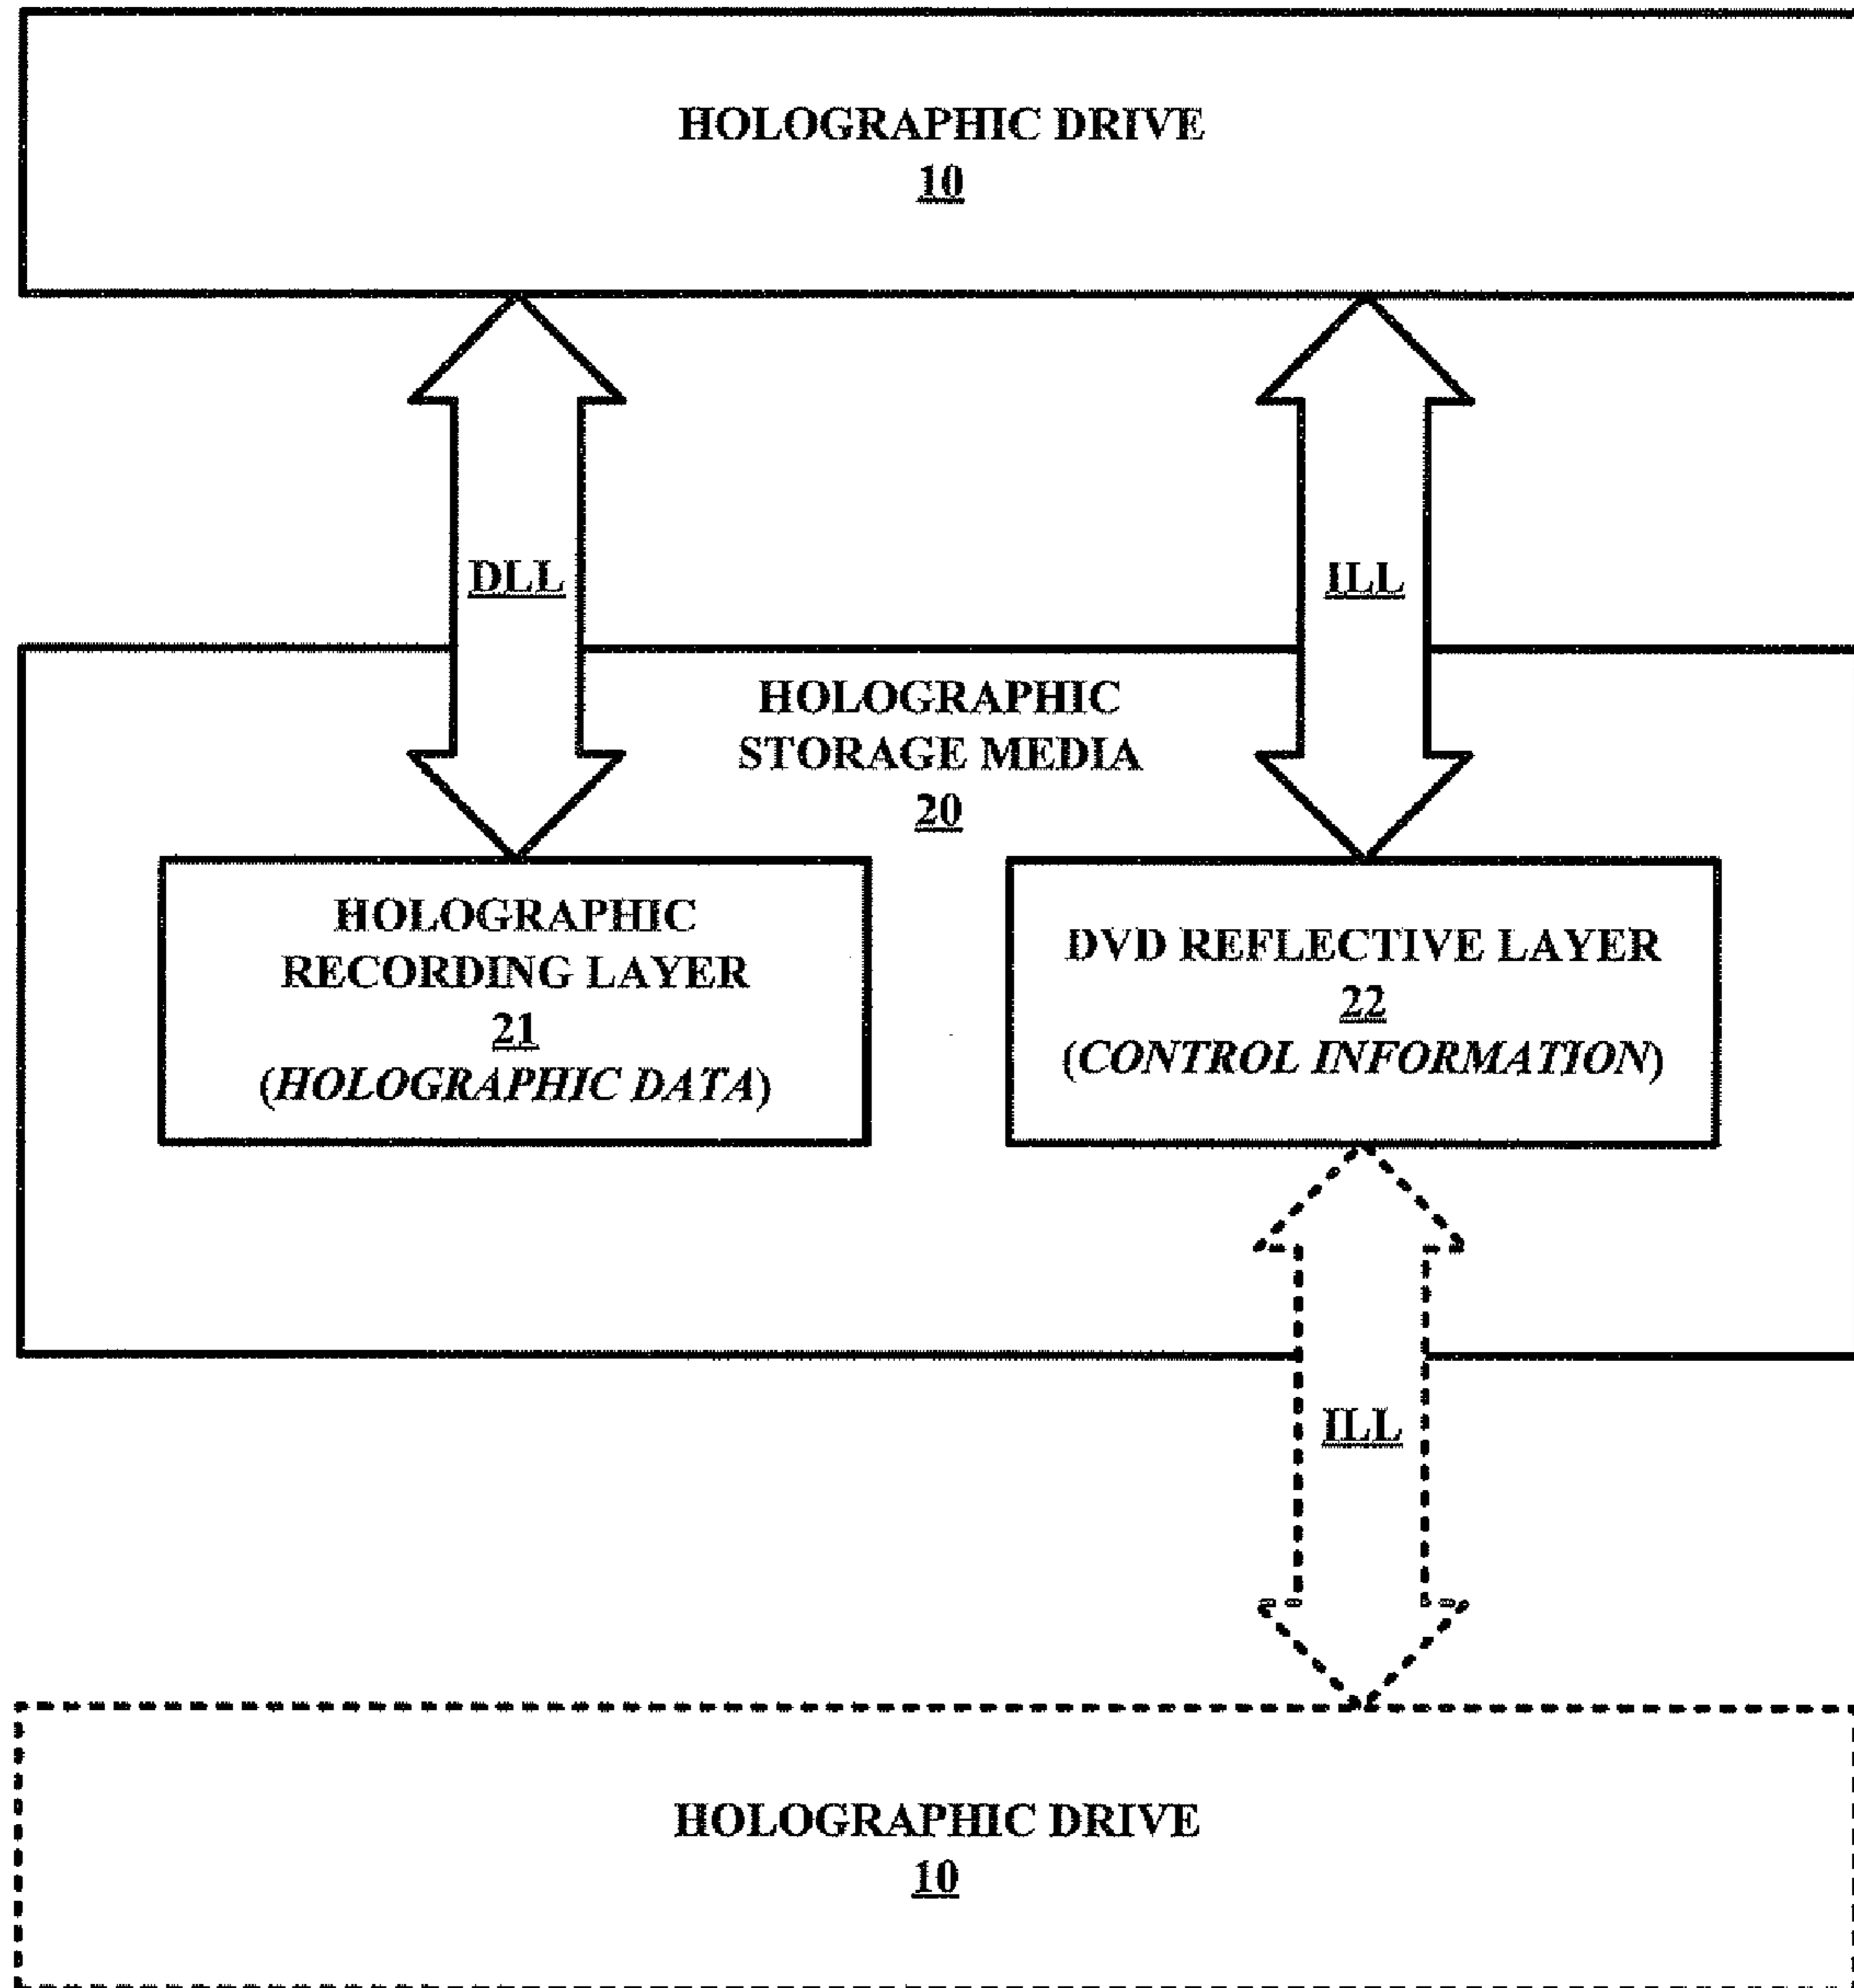 HOLOGRAPHIC DRIVE
10
DLL
ILL
HOLOGRAPHIC
STORAGE MEDIA
20
HOLOGRAPHIC
RECORDING LAYER
21
(HOLOGRAPHIC DATA)
DVD REFLECTIVE LAYER
22
(CONTROL INFORMATION)
ILL
HOLOGRAPHIC DRIVE
10